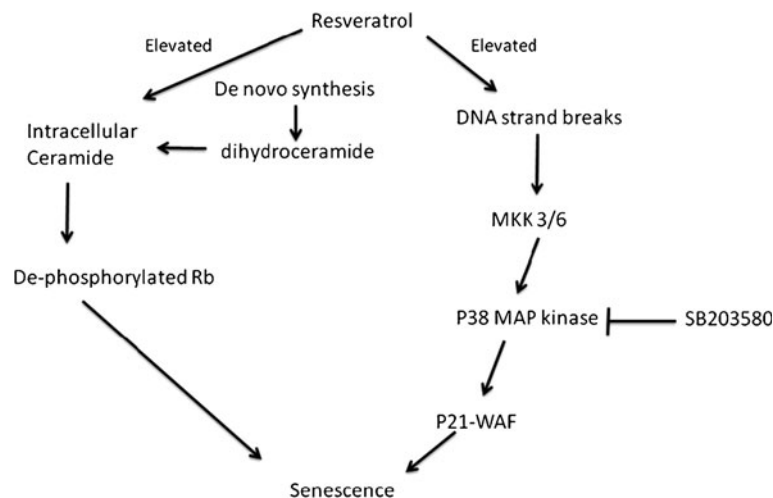 Resveratrol
Elevated
Elevated
De novo synthesis
DNA strand breaks
Intracellular
Ceramide
dihydroceramide
MKK 3/6
De-phosphorylated Rb
P38 MAP kinase
SB203580
P21-WAF
Senescence